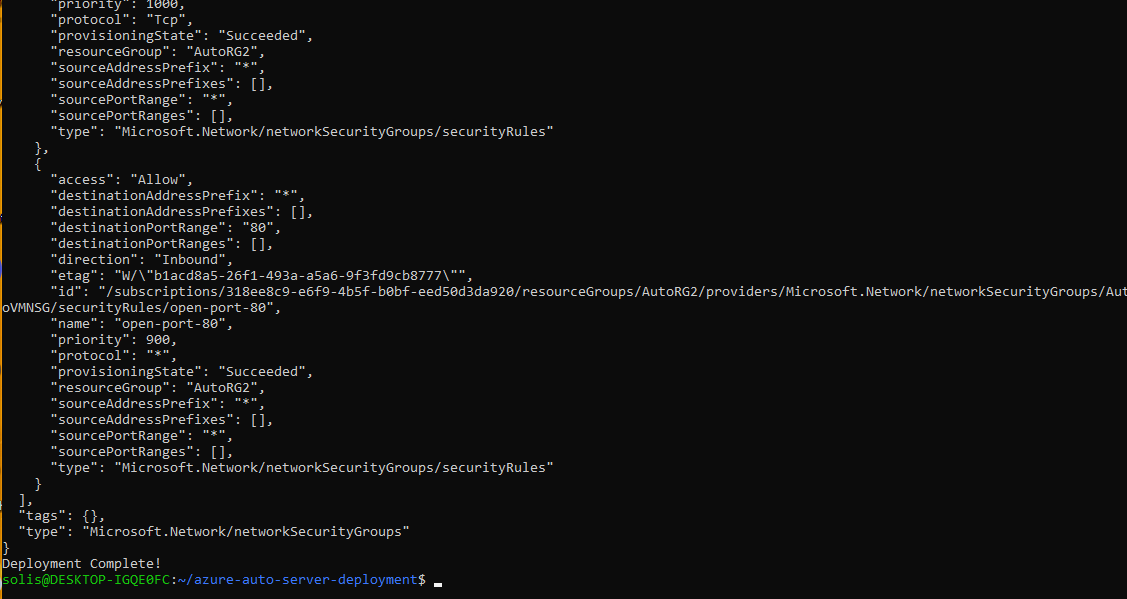 "priority": 1000,
"protocol": "Tcp",
"provisioningState": "Succeeded",
"resourceGroup": "AutoRG2",
"sourceAddressPrefix": "*",
"sourceAddressPrefixes": [],
"sourcePortRange": "*",
"sourcePortRanges": [],
"type": "Microsoft.Network/networkSecurityGroups/securityRules"
},
{
"access": "Allow",
"destinationAddressPrefix": "*",
"destinationAddressPrefixes": [],
"destinationPortRange": "80",
"destinationPortRanges": [],
"direction": "Inbound",
"etag": "W/\"b1acd8a5-26f1-493a-a5a6-9f3fd9cb8777\"",
"id": "/subscriptions/318ee8c9-e6f9-4b5f-b0bf-eed50d3da920/resourceGroups/AutoRG2/providers/Microsoft.Network/networkSecurityGroups/Aut
oVMNSG/securityRules/open-port-80",
"name": "open-port-80",
"priority": 900,
"protocol": "*",
"provisioningState": "Succeeded",
"resourceGroup": "AutoRG2",
"sourceAddressPrefix": "*",
"sourceAddressPrefixes": [],
"sourcePortRange": "*",
"sourcePortRanges": [],
"type": "Microsoft.Network/networkSecurityGroups/securityRules"
}
],
"tags": {},
"type": "Microsoft.Network/networkSecurityGroups"
}
Deployment Complete!
solis@DESKTOP-IGQE0FC:~/azure-auto-server-deployment$